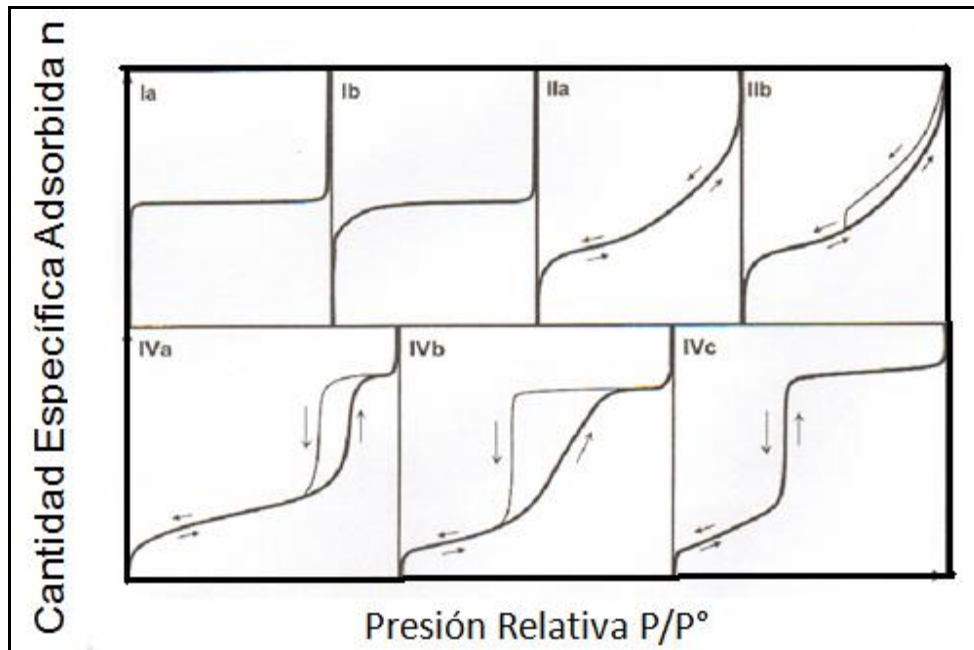 Cantidad Específica Adsorbida n
Ia
Ib
IIa
IIb
IVa
IVb
IVc
Presión Relativa P/P°